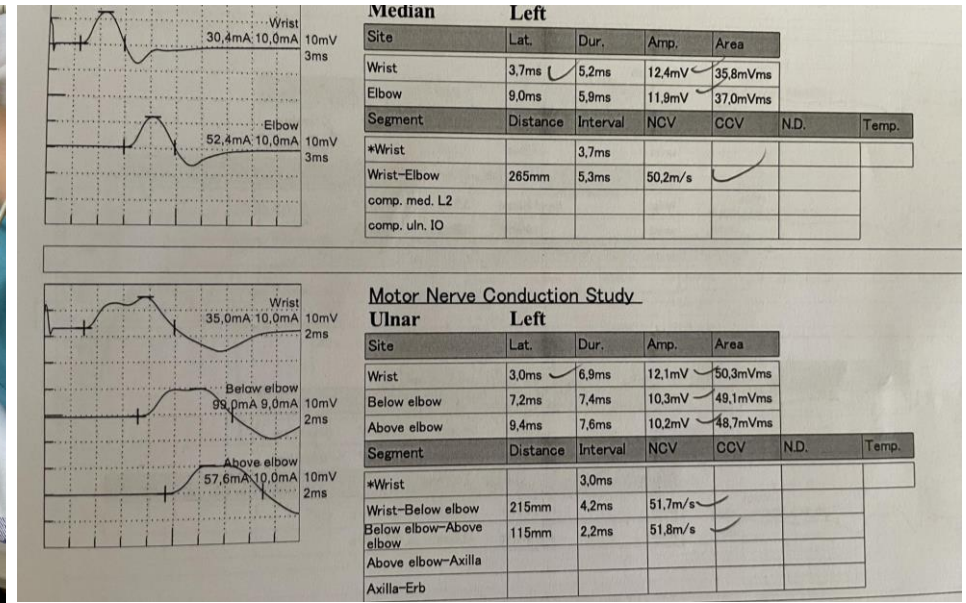 Wrist
30,4mA 10,0mA 10mV
3ms
Elbow
52,4mA 10,0mA 10mV
3ms
Median Left
Site Lat. Dur. Amp. Area
Wrist 3,7ms 5,2ms 12,4mV 35,8mVms
Elbow 9,0ms 5,9ms 11,9mV 37,0mVms
Segment Distance Interval NCV CCV N.D. Temp.
*Wrist 3,7ms
Wrist-Elbow 265mm 5,3ms 50,2m/s
comp. med. L2
comp. uln. IO
Wrist
35,0mA 10,0mA 10mV
2ms
Below elbow
99,0mA 9,0mA 10mV
2ms
Above elbow
57,6mA 10,0mA 10mV
2ms
Motor Nerve Conduction Study
Ulnar Left
Site Lat. Dur. Amp. Area
Wrist 3,0ms 6,9ms 12,1mV 50,3mVms
Below elbow 7,2ms 7,4ms 10,3mV 49,1mVms
Above elbow 9,4ms 7,6ms 10,2mV 48,7mVms
Segment Distance Interval NCV CCV N.D. Temp.
*Wrist 3,0ms
Wrist-Below elbow 215mm 4,2ms 51,7m/s
Below elbow-Above
elbow 115mm 2,2ms 51,8m/s
Above elbow-Axilla
Axilla-Erb